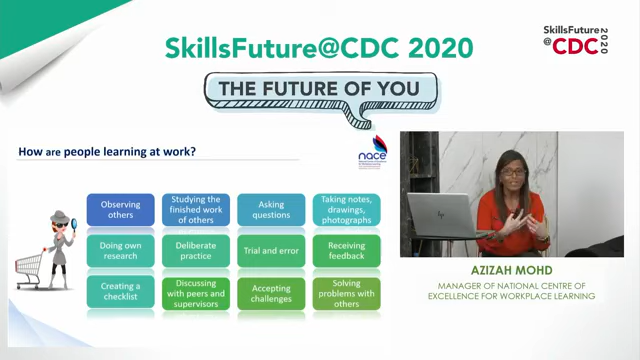 SkillsFuture@CDC 2020
SkillsFuture
@CDC 2020
THE FUTURE OF YOU
How are people learning at work?
nace
Observing
others
Studying the
finished work of
others
Asking
questions
Taking notes,
drawings,
photographs
Doing own
research
Deliberate
practice
Trial and error
Receiving
feedback
Creating a
checklist
Discussing
with peers and
supervisors
Accepting
challenges
Solving
problems with
others
AZIZAH MOHD
MANAGER OF NATIONAL CENTRE OF
EXCELLENCE FOR WORKPLACE LEARNING